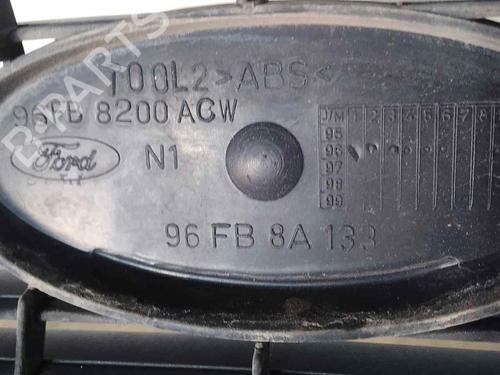 TOOL2>ABS<
96FB 8200 ACW
Ford
N1
J/M 1 2 3 4 5 6 7 8
95
96
97
98
99
96 FB 8A 133
B-PARTS